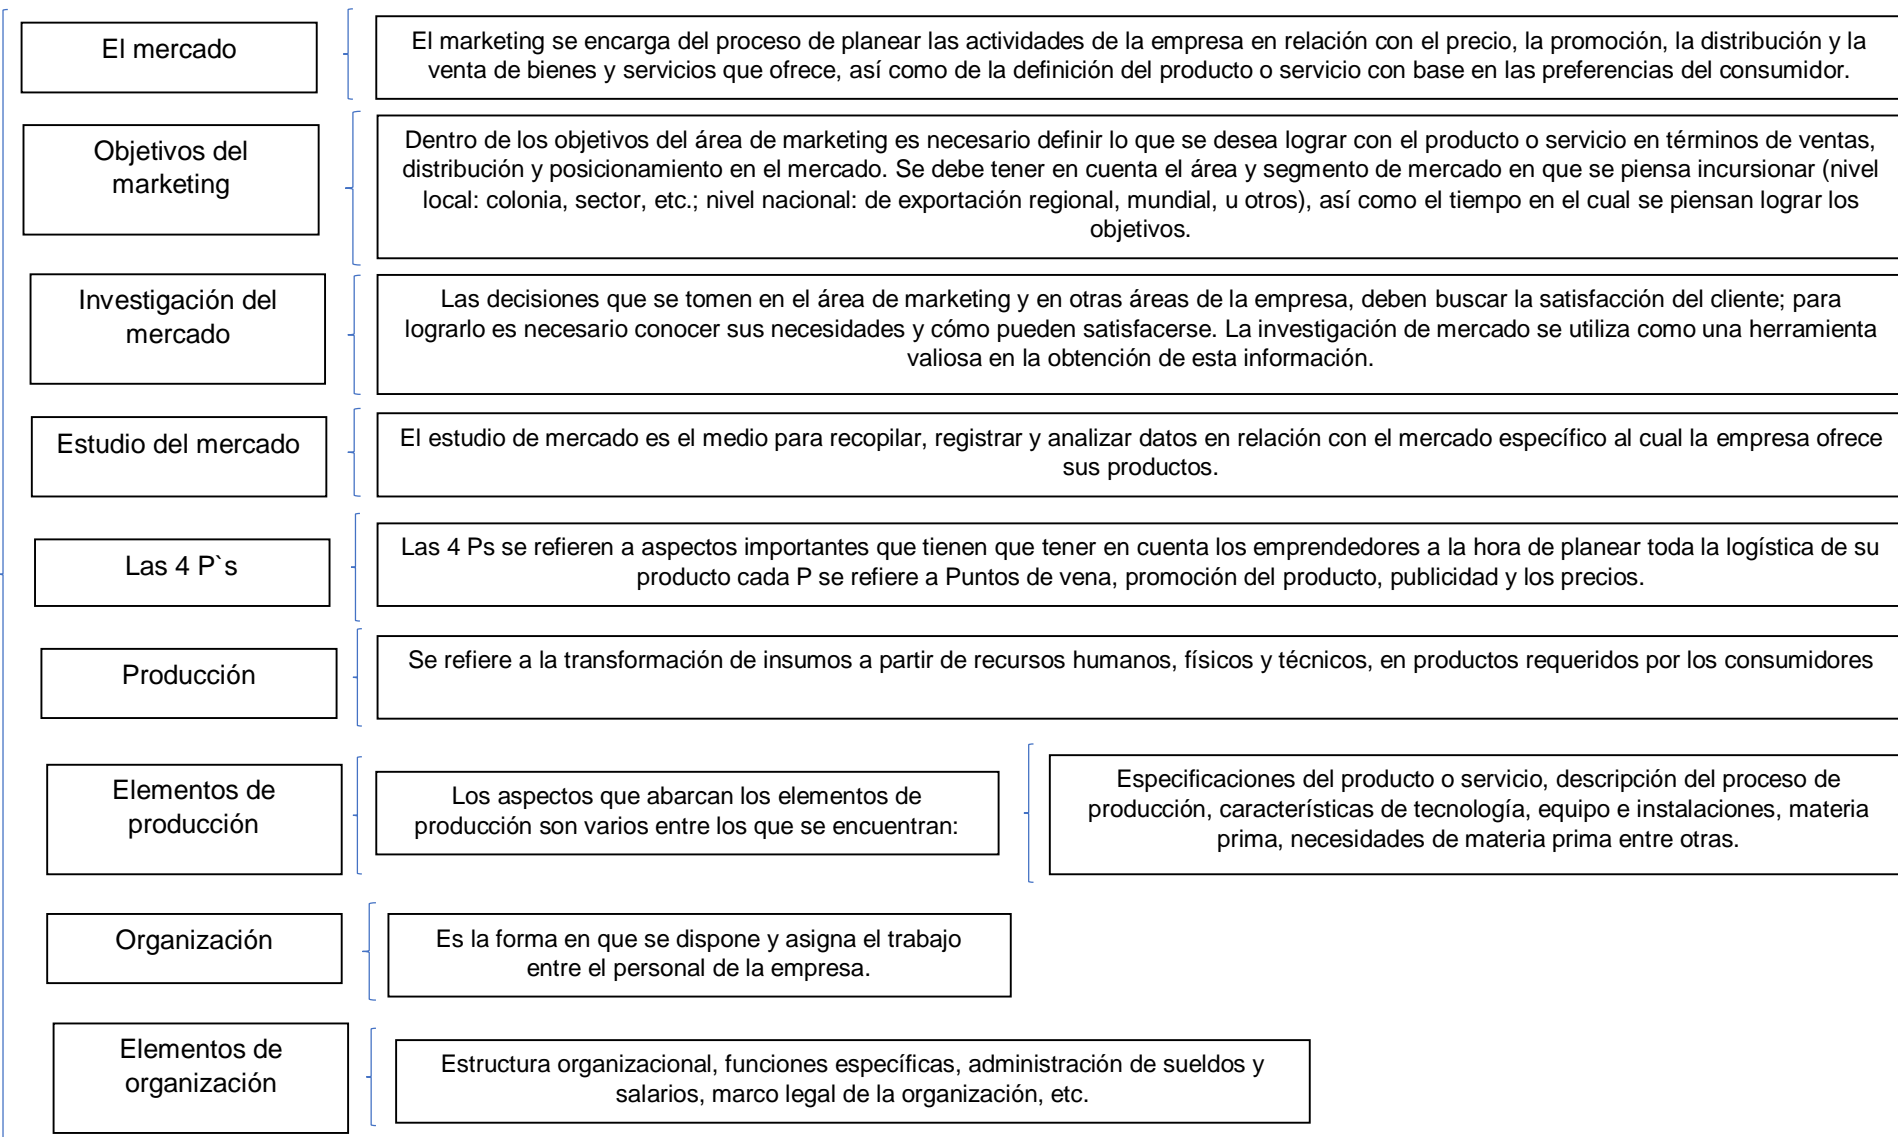 El mercado
El marketing se encarga del proceso de planear las actividades de la empresa en relación con el precio, la promoción, la distribución y la
venta de bienes y servicios que ofrece, así como de la definición del producto o servicio con base en las preferencias del consumidor.
Objetivos del
marketing
Dentro de los objetivos del área de marketing es necesario definir lo que se desea lograr con el producto o servicio en términos de ventas,
distribución y posicionamiento en el mercado. Se debe tener en cuenta el área y segmento de mercado en que se piensa incursionar (nivel
local: colonia, sector, etc.; nivel nacional: de exportación regional, mundial, u otros), así como el tiempo en el cual se piensan lograr los
objetivos.
Investigación del
mercado
Las decisiones que se tomen en el área de marketing y en otras áreas de la empresa, deben buscar la satisfacción del cliente; para
lograrlo es necesario conocer sus necesidades y cómo pueden satisfacerse. La investigación de mercado se utiliza como una herramienta
valiosa en la obtención de esta información.
Estudio del mercado
El estudio de mercado es el medio para recopilar, registrar y analizar datos en relación con el mercado específico al cual la empresa ofrece
sus productos.
Las 4 P`s
Las 4 Ps se refieren a aspectos importantes que tienen que tener en cuenta los emprendedores a la hora de planear toda la logística de su
producto cada P se refiere a Puntos de vena, promoción del producto, publicidad y los precios.
Producción
Se refiere a la transformación de insumos a partir de recursos humanos, físicos y técnicos, en productos requeridos por los consumidores
Elementos de
producción
Los aspectos que abarcan los elementos de
producción son varios entre los que se encuentran:
Especificaciones del producto o servicio, descripción del proceso de
producción, característícas de tecnología, equipo e instalaciones, materia
prima, necesidades de materia prima entre otras.
Organización
Es la forma en que se dispone y asigna el trabajo
entre el personal de la empresa.
Elementos de
organización
Estructura organizacional, funciones específicas, administración de sueldos y
salarios, marco legal de la organización, etc.